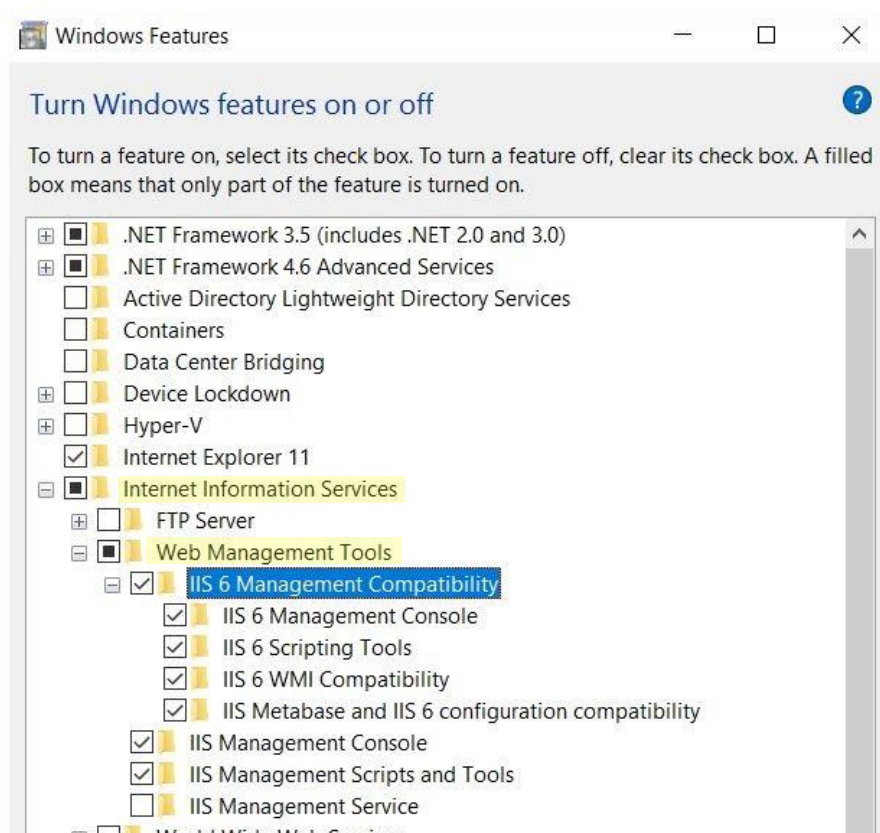 Windows Features
Turn Windows features on or off
?
To turn a feature on, select its check box. To turn a feature off, clear its check box. A filled
box means that only part of the feature is turned on.
.NET Framework 3.5 (includes .NET 2.0 and 3.0)
.NET Framework 4.6 Advanced Services
Active Directory Lightweight Directory Services
Containers
Data Center Bridging
Device Lockdown
Hyper-V
Internet Explorer 11
Internet Information Services
FTP Server
Web Management Tools
IIS 6 Management Compatibility
IIS 6 Management Console
IIS 6 Scripting Tools
IIS 6 WMI Compatibility
IIS Metabase and IIS 6 configuration compatibility
IIS Management Console
IIS Management Scripts and Tools
IIS Management Service
World Wide Web Services